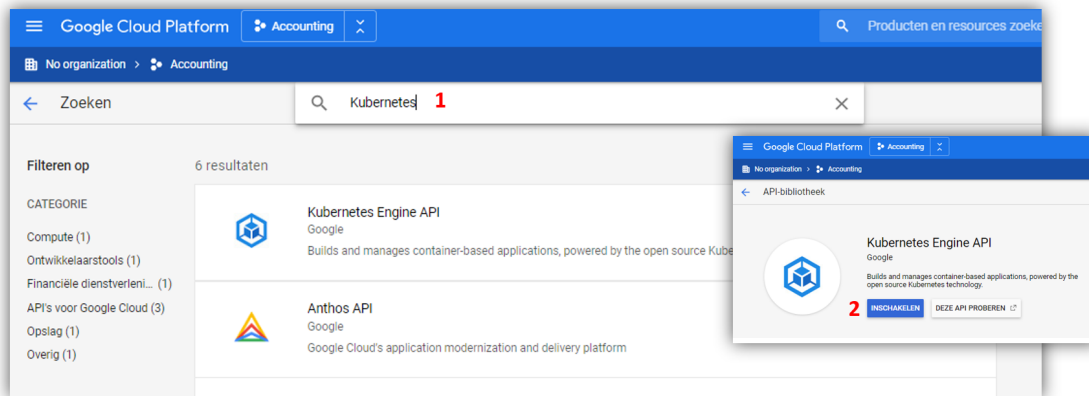 Google Cloud Platform
Accounting
Producten en resources zoeke
No organization > Accounting
Zoeken
Kubernetes
1
Filteren op
6 resultaten
CATEGORIE
Compute (1)
Ontwikkelaarstools (1)
Financiële dienstverleni... (1)
API's voor Google Cloud (3)
Opslag (1)
Overig (1)
Kubernetes Engine API
Google
Builds and manages container-based applications, powered by the open source Kube
Anthos API
Google
Google Cloud's application modernization and delivery platform
Google Cloud Platform
Accounting
No organization > Accounting
API-bibliotheek
Kubernetes Engine API
Google
Builds and manages container-based applications, powered by the
open source Kubernetes technology.
2
INSCHAKELEN
DEZE API PROBEREN